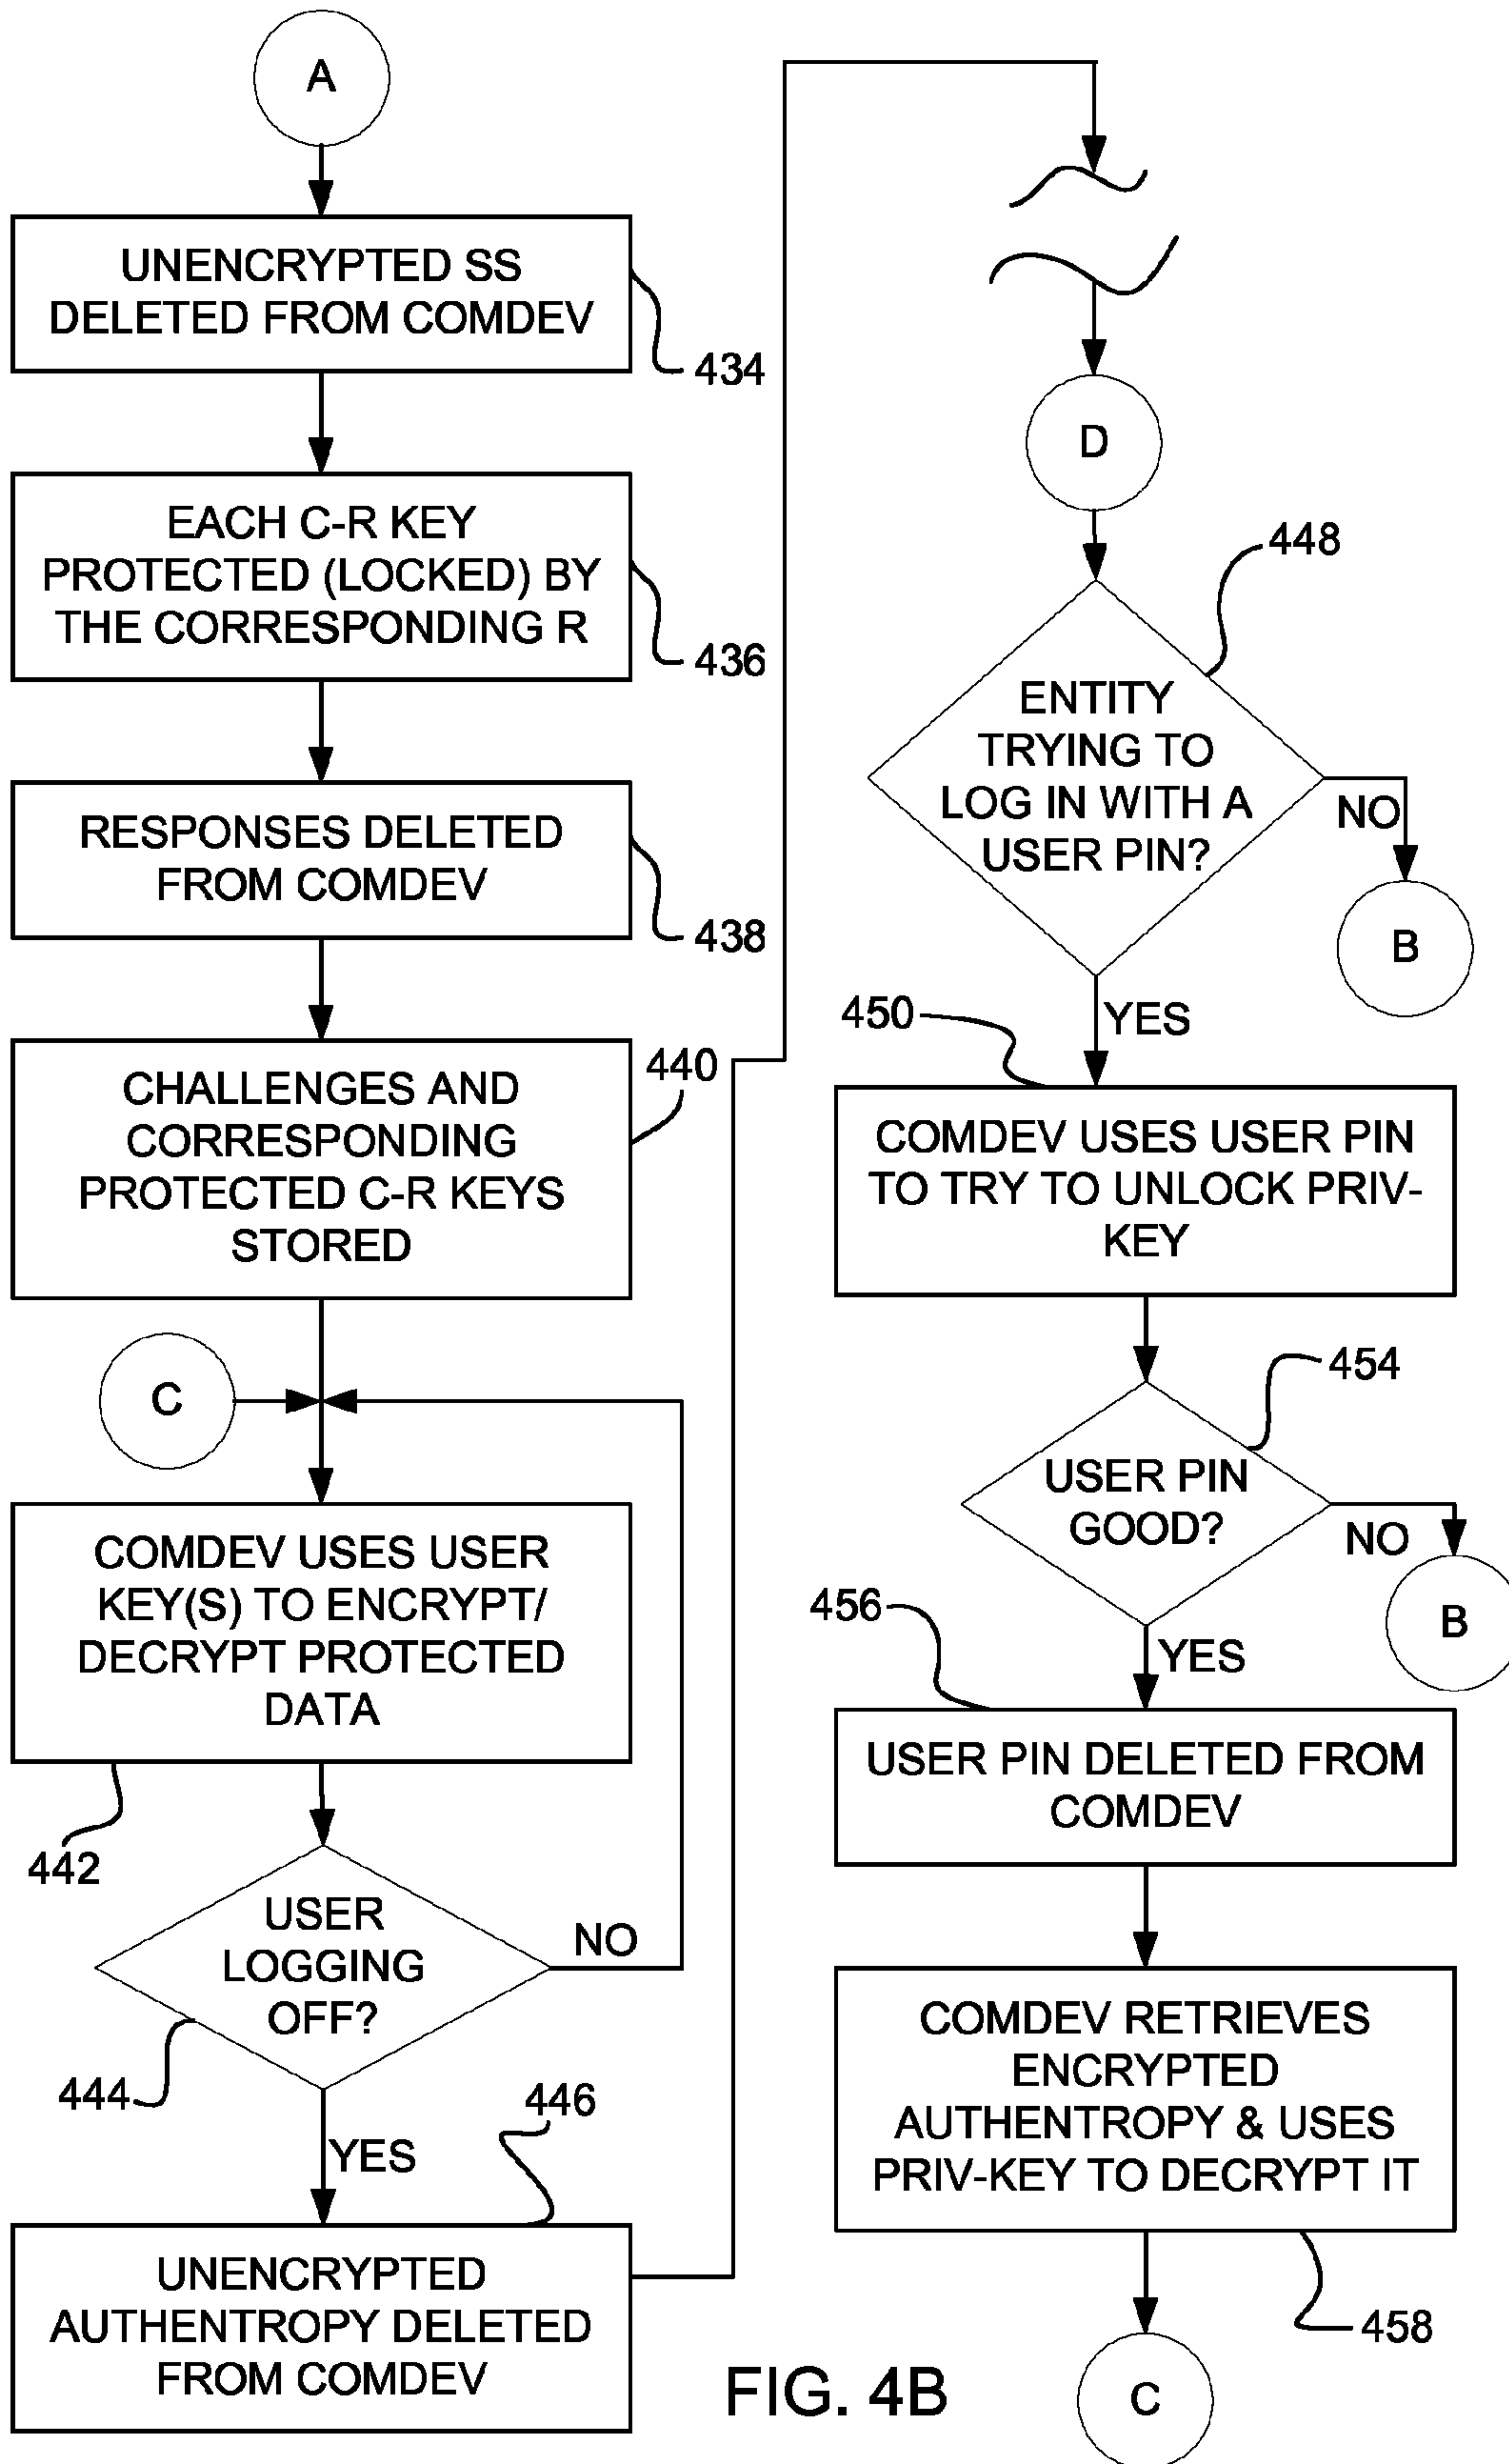 A
UNENCRYPTED SS
DELETED FROM COMDEV
434
EACH C-R KEY
PROTECTED (LOCKED) BY
THE CORRESPONDING R
436
RESPONSES DELETED
FROM COMDEV
438
CHALLENGES AND
CORRESPONDING
PROTECTED C-R KEYS
STORED
440
C
COMDEV USES USER
KEY(S) TO ENCRYPT/
DECRYPT PROTECTED
DATA
442
USER
LOGGING
OFF?
NO
444
YES
446
UNENCRYPTED
AUTHENTROPY DELETED
FROM COMDEV
D
448
ENTITY
TRYING TO
LOG IN WITH A
USER PIN?
NO
B
YES
450
COMDEV USES USER PIN
TO TRY TO UNLOCK PRIV-
KEY
454
USER PIN
GOOD?
NO
B
YES
456
USER PIN DELETED FROM
COMDEV
COMDEV RETRIEVES
ENCRYPTED
AUTHENTROPY & USES
PRIV-KEY TO DECRYPT IT
458
C
FIG. 4B